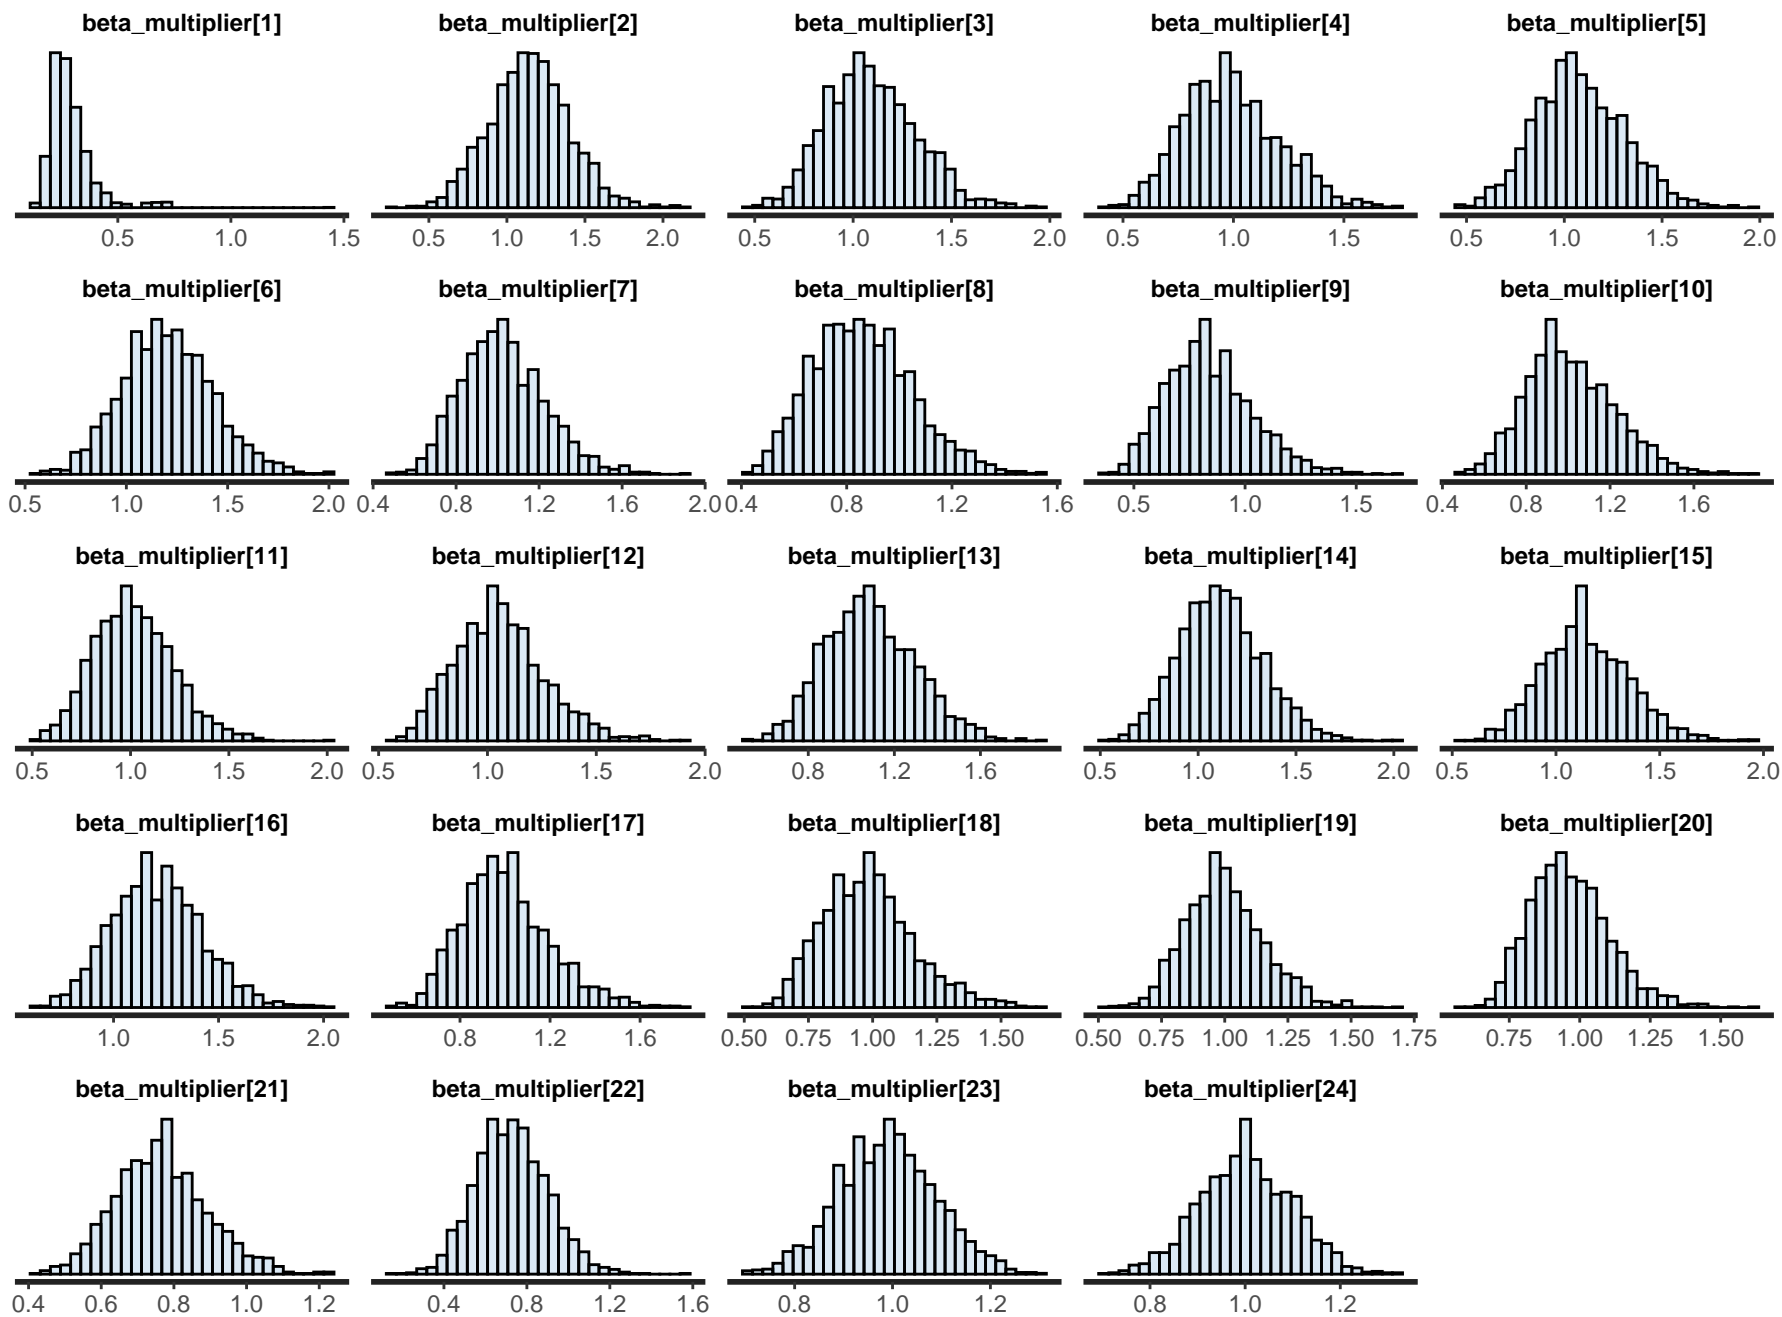 beta_multiplier[1] beta_multiplier[2] beta_multiplier[3] beta_multiplier[4] beta_multiplier[5]
0.5 1.0 1.5 0.5 1.0 1.5 2.0 0.5 1.0 1.5 2.0 0.5 1.0 1.5 0.5 1.0 1.5 2.0
beta_multiplier[6] beta_multiplier[7] beta_multiplier[8] beta_multiplier[9] beta_multiplier[10]
0.5 1.0 1.5 2.0 0.4 0.8 1.2 1.6 2.0 0.4 0.8 1.2 1.6 0.5 1.0 1.5 0.4 0.8 1.2 1.6
beta_multiplier[11] beta_multiplier[12] beta_multiplier[13] beta_multiplier[14] beta_multiplier[15]
0.5 1.0 1.5 2.0 0.5 1.0 1.5 2.0 0.8 1.2 1.6 0.5 1.0 1.5 2.0 0.5 1.0 1.5 2.0
beta_multiplier[16] beta_multiplier[17] beta_multiplier[18] beta_multiplier[19] beta_multiplier[20]
1.0 1.5 2.0 0.8 1.2 1.6 0.50 0.75 1.00 1.25 1.50 0.50 0.75 1.00 1.25 1.50 1.75 0.75 1.00 1.25 1.50
beta_multiplier[21] beta_multiplier[22] beta_multiplier[23] beta_multiplier[24]
0.4 0.6 0.8 1.0 1.2 0.4 0.8 1.2 1.6 0.8 1.0 1.2 0.8 1.0 1.2